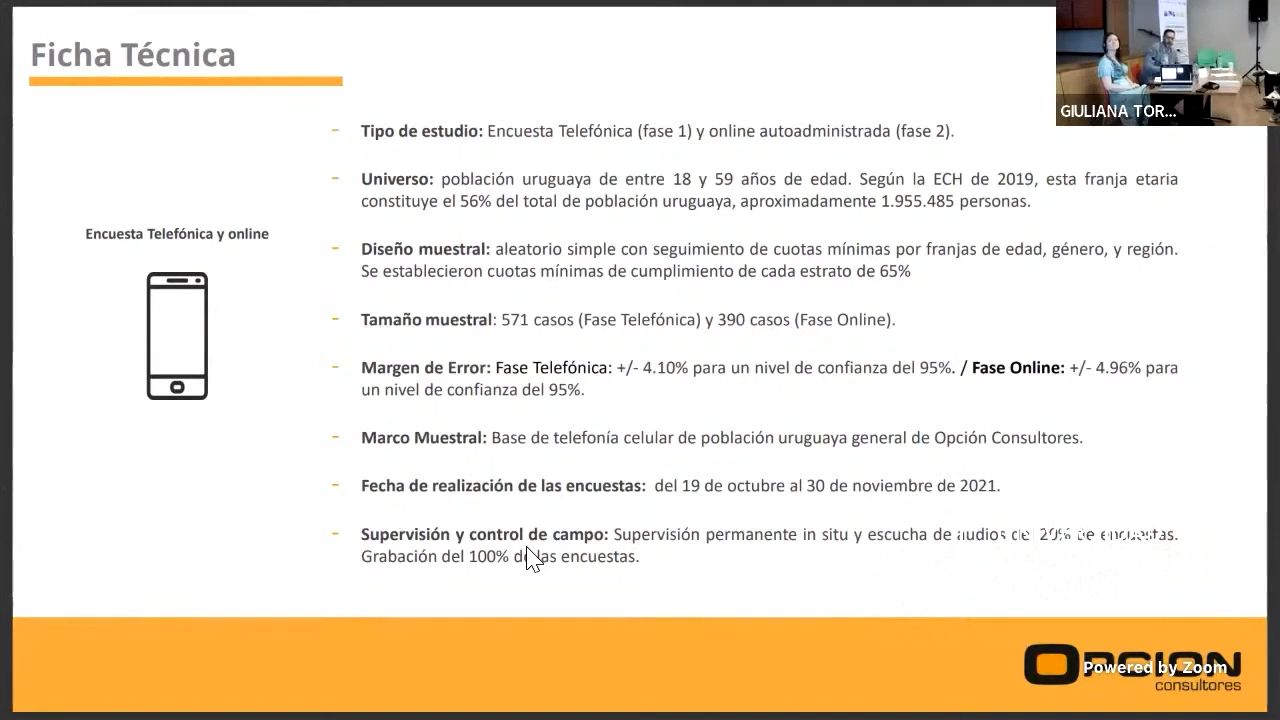 Ficha Técnica
GIULIANA TOR...
- Tipo de estudio: Encuesta Telefónica (fase 1) y online autoadministrada (fase 2).
- Universo: población uruguaya de entre 18 y 59 años de edad. Según la ECH de 2019, esta franja etaria
constituye el 56% del total de población uruguaya, aproximadamente 1.955.485 personas.
Encuesta Telefónica y online
- Diseño muestral: aleatorio simple con seguimiento de cuotas mínimas por franjas de edad, género, y región.
Se establecieron cuotas mínimas de cumplimiento de cada estrato de 65%
- Tamaño muestral: 571 casos (Fase Telefónica) y 390 casos (Fase Online).
- Margen de Error: Fase Telefónica: +/- 4.10% para un nivel de confianza del 95%. / Fase Online: +/- 4.96% para
un nivel de confianza del 95%.
- Marco Muestral: Base de telefonía celular de población uruguaya general de Opción Consultores.
- Fecha de realización de las encuestas: del 19 de octubre al 30 de noviembre de 2021.
- Supervisión y control de campo: Supervisión permanente in situ y escucha de audios del 20% de encuestas.
Grabación del 100% de las encuestas.
OPCION
Powered by Zoom
consultores